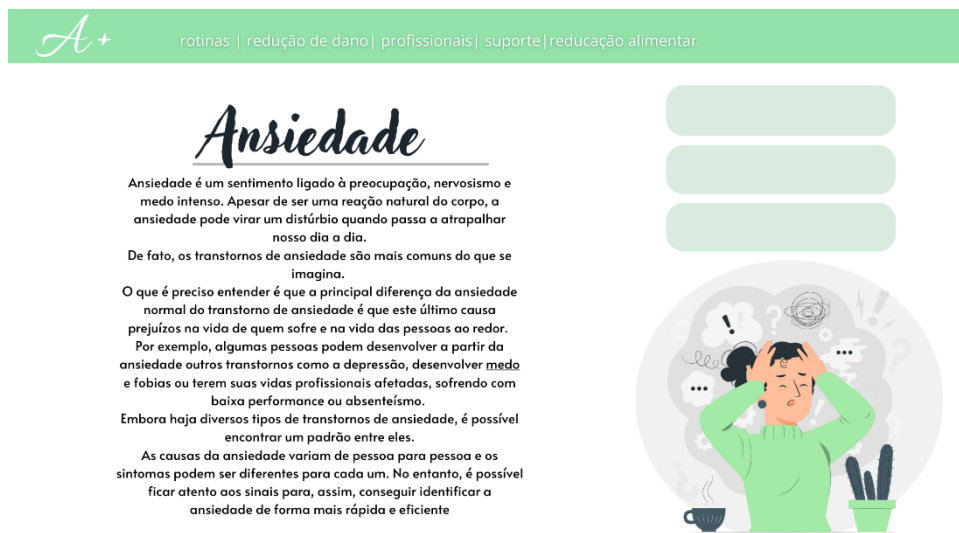 A+
rotinas | redução de dano| profissionais| suporte|reducação alimentar
Ansiedade
Ansiedade é um sentimento ligado à preocupação, nervosismo e
medo intenso. Apesar de ser uma reação natural do corpo, a
ansiedade pode virar um distúrbio quando passa a atrapalhar
nosso dia a dia.
De fato, os transtornos de ansiedade são mais comuns do que se
imagina.
O que é preciso entender é que a principal diferença da ansiedade
normal do transtorno de ansiedade é que este último causa
prejuízos na vida de quem sofre e na vida das pessoas ao redor.
Por exemplo, algumas pessoas podem desenvolver a partir da
ansiedade outros transtornos como a depressão, desenvolver medo
e fobias ou terem suas vidas profissionais afetadas, sofrendo com
baixa performance ou absenteísmo.
Embora haja diversos tipos de transtornos de ansiedade, é possível
encontrar um padrão entre eles.
As causas da ansiedade variam de pessoa para pessoa e os
sintomas podem ser diferentes para cada um. No entanto, é possível
ficar atento aos sinais para, assim, conseguir identificar a
ansiedade de forma mais rápida e eficiente